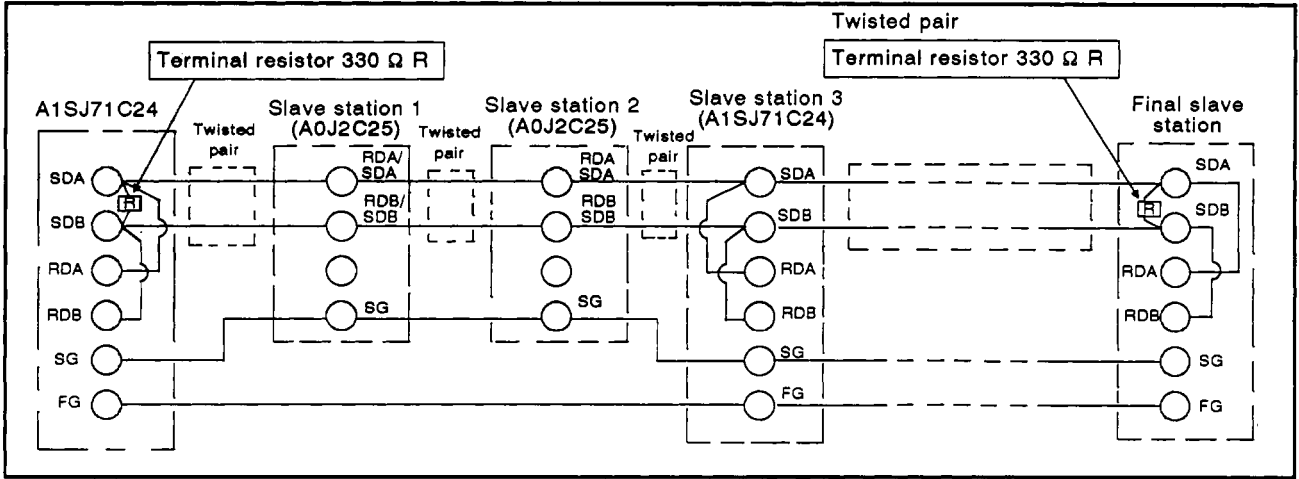 Twisted pair
Terminal resistor 330 Ω R
Terminal resistor 330 Ω R
A1SJ71C24
Slave station 1
(A0J2C25)
Slave station 2
(A0J2C25)
Slave station 3
(A1SJ71C24)
Final slave
station
Twisted
pair
Twisted
pair
Twisted
pair
SDA
R
SDB
RDA
RDB
SG
FG
RDA/
SDA
RDB/
SDB
SG
RDA
SDA
RDB
SDB
SG
SDA
SDB
RDA
RDB
SG
FG
SDA
R
SDB
RDA
RDB
SG
FG